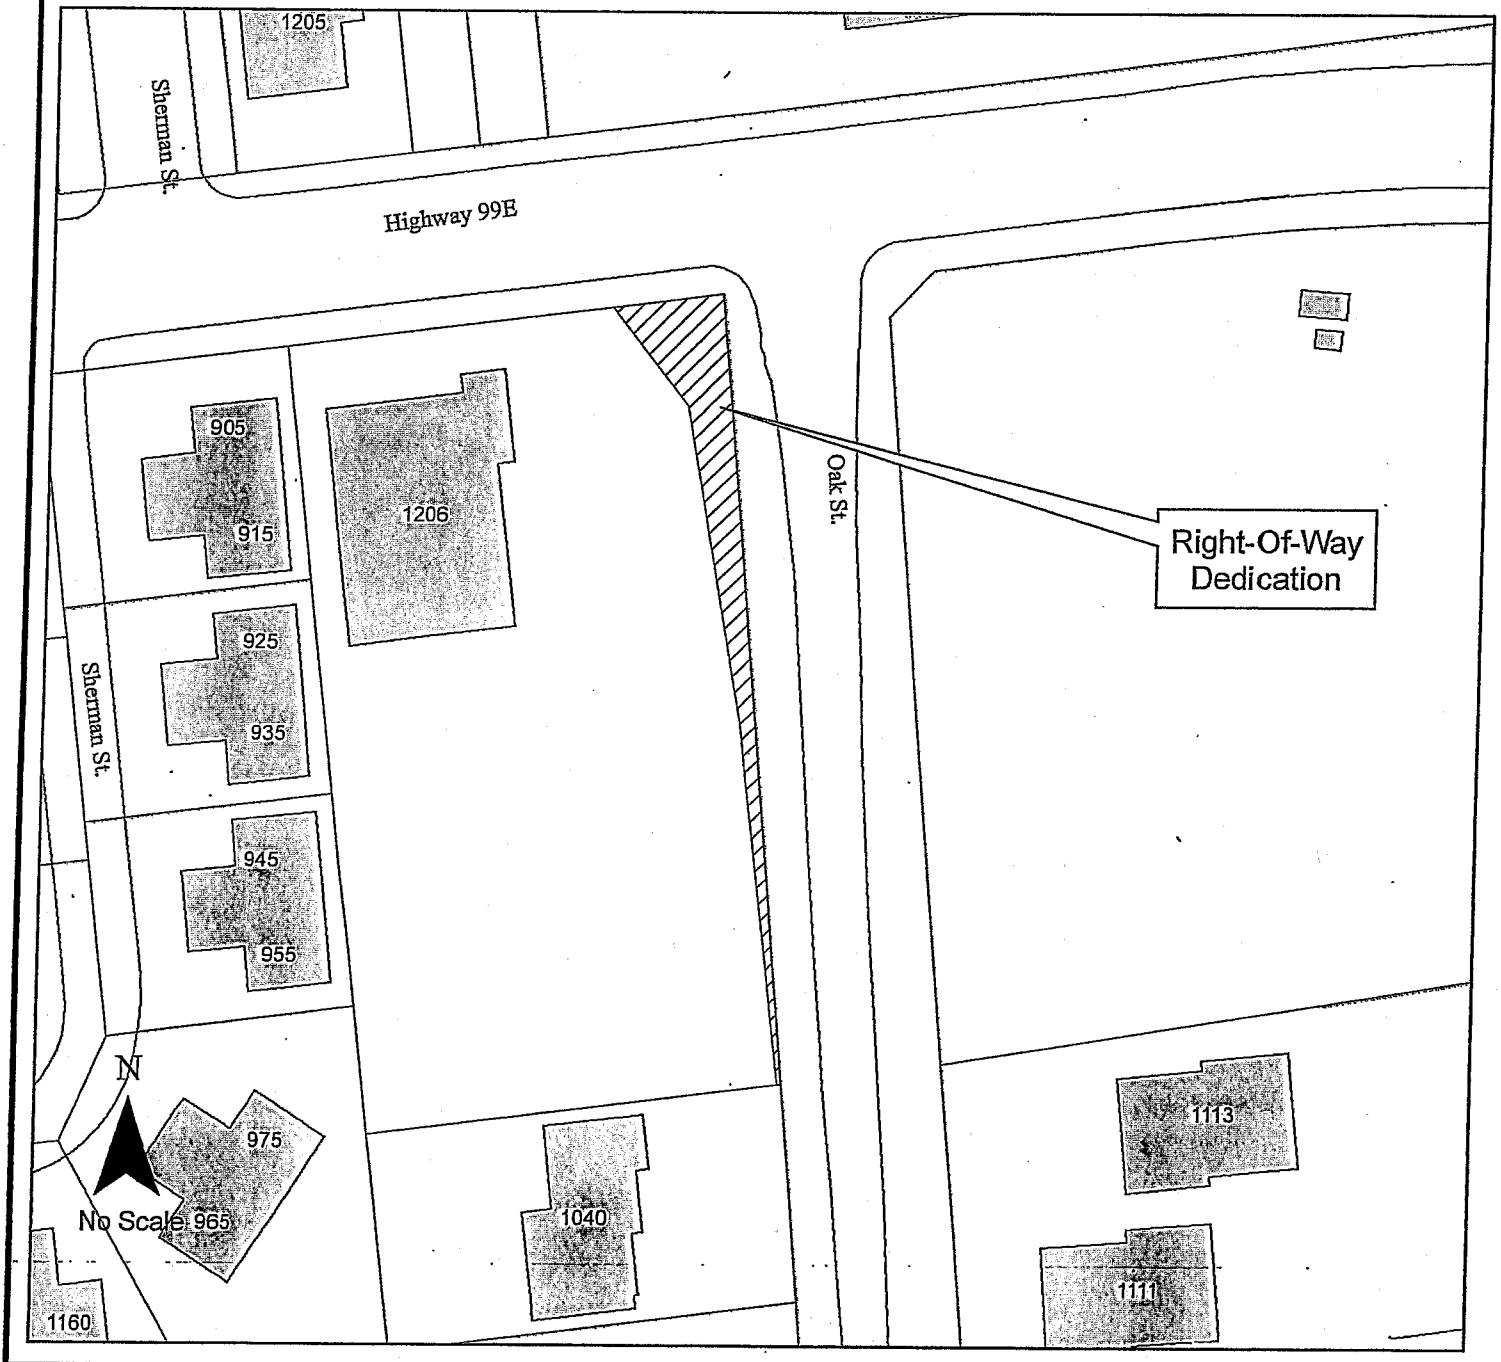 1205
Sherman St.
Highway 99E
905
1206
915
Oak St.
Right-Of-Way
Dedication
925
Sherman St.
935
945
955
N
975
1113
No Scale
965
1040
1111
1160